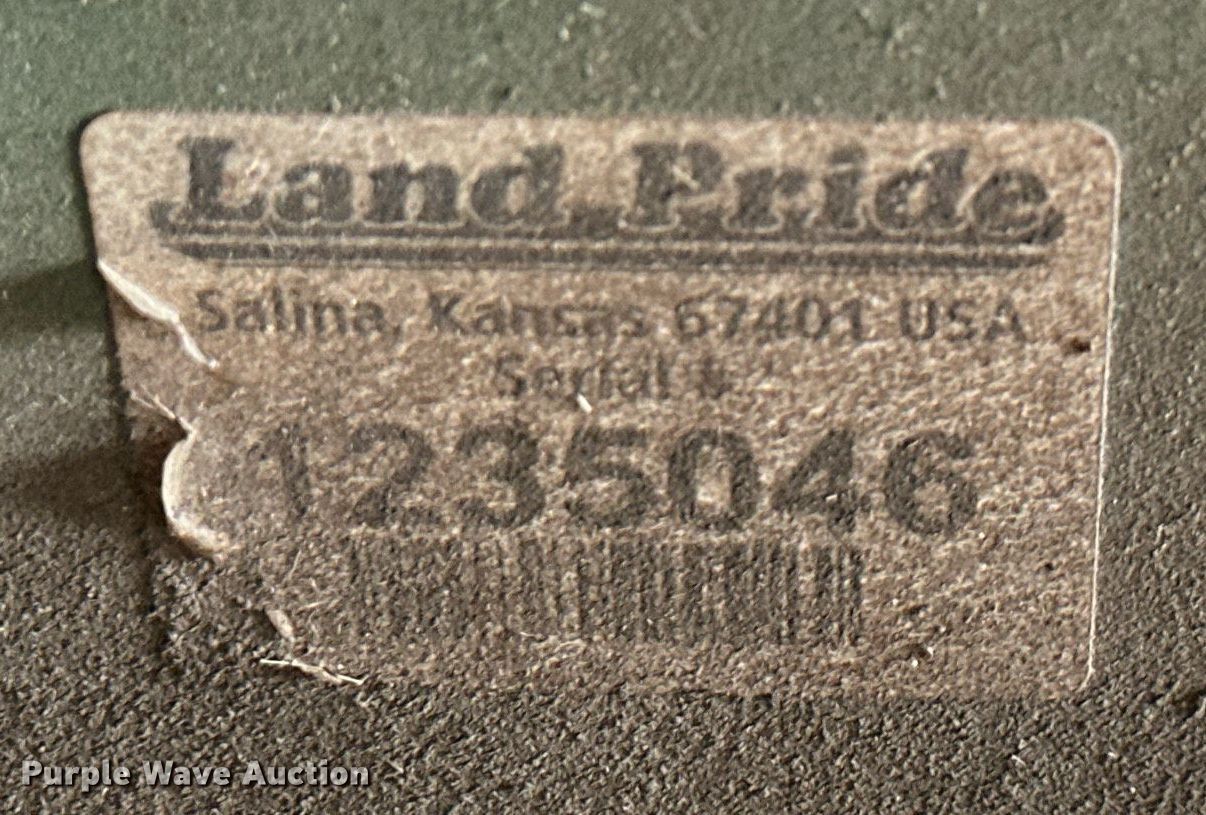 Land Pride
Salina, Kansas 67401 USA
Serial #
1235046
Purple Wave Auction